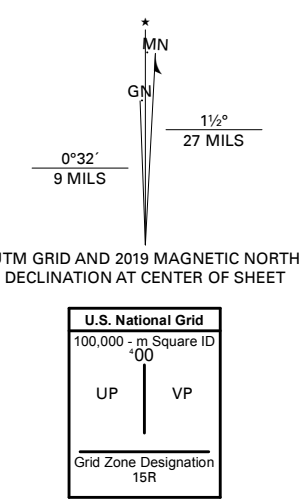 ★
MN
GN
1½°
27 MILS
0°32´
9 MILS
UTM GRID AND 2019 MAGNETIC NORTH
DECLINATION AT CENTER OF SHEET
U.S. National Grid
100,000 - m Square ID
⁴00
UP VP
Grid Zone Designation
15R